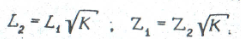 L₂ = L₁√K ; Z₁ = Z₂√K.